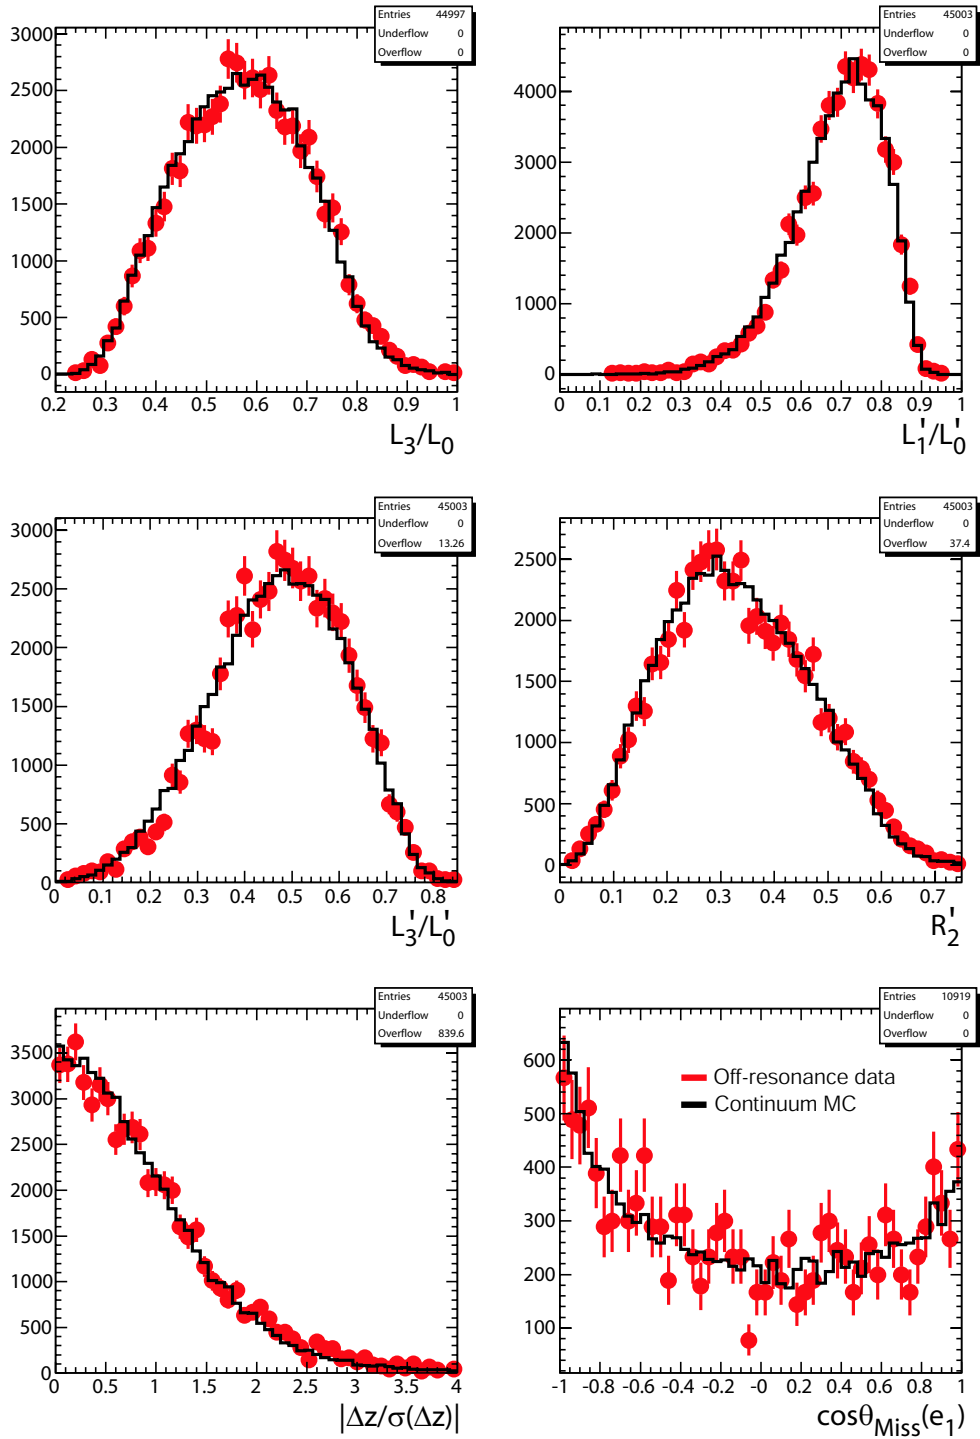 Entries 44997
Underflow 0
Overflow 0
3000
2500
2000
1500
1000
500
0
0.2 0.3 0.4 0.5 0.6 0.7 0.8 0.9 1
L3/L0
Entries 45003
Underflow 0
Overflow 0
4000
3000
2000
1000
0
0 0.1 0.2 0.3 0.4 0.5 0.6 0.7 0.8 0.9 1
L1'/L0'
Entries 45003
Underflow 0
Overflow 13.26
3000
2500
2000
1500
1000
500
0
0 0.1 0.2 0.3 0.4 0.5 0.6 0.7 0.8
L3'/L0'
Entries 45003
Underflow 0
Overflow 37.4
2500
2000
1500
1000
500
0
0 0.1 0.2 0.3 0.4 0.5 0.6 0.7
R2'
Entries 45003
Underflow 0
Overflow 839.6
3500
3000
2500
2000
1500
1000
500
0
0 0.5 1 1.5 2 2.5 3 3.5 4
|Δz/σ(Δz)|
Entries 10919
Underflow 0
Overflow 0
600
500
400
300
200
100
Off-resonance data
Continuum MC
-1 -0.8 -0.6 -0.4 -0.2 -0 0.2 0.4 0.6 0.8 1
cosθMiss(e1)